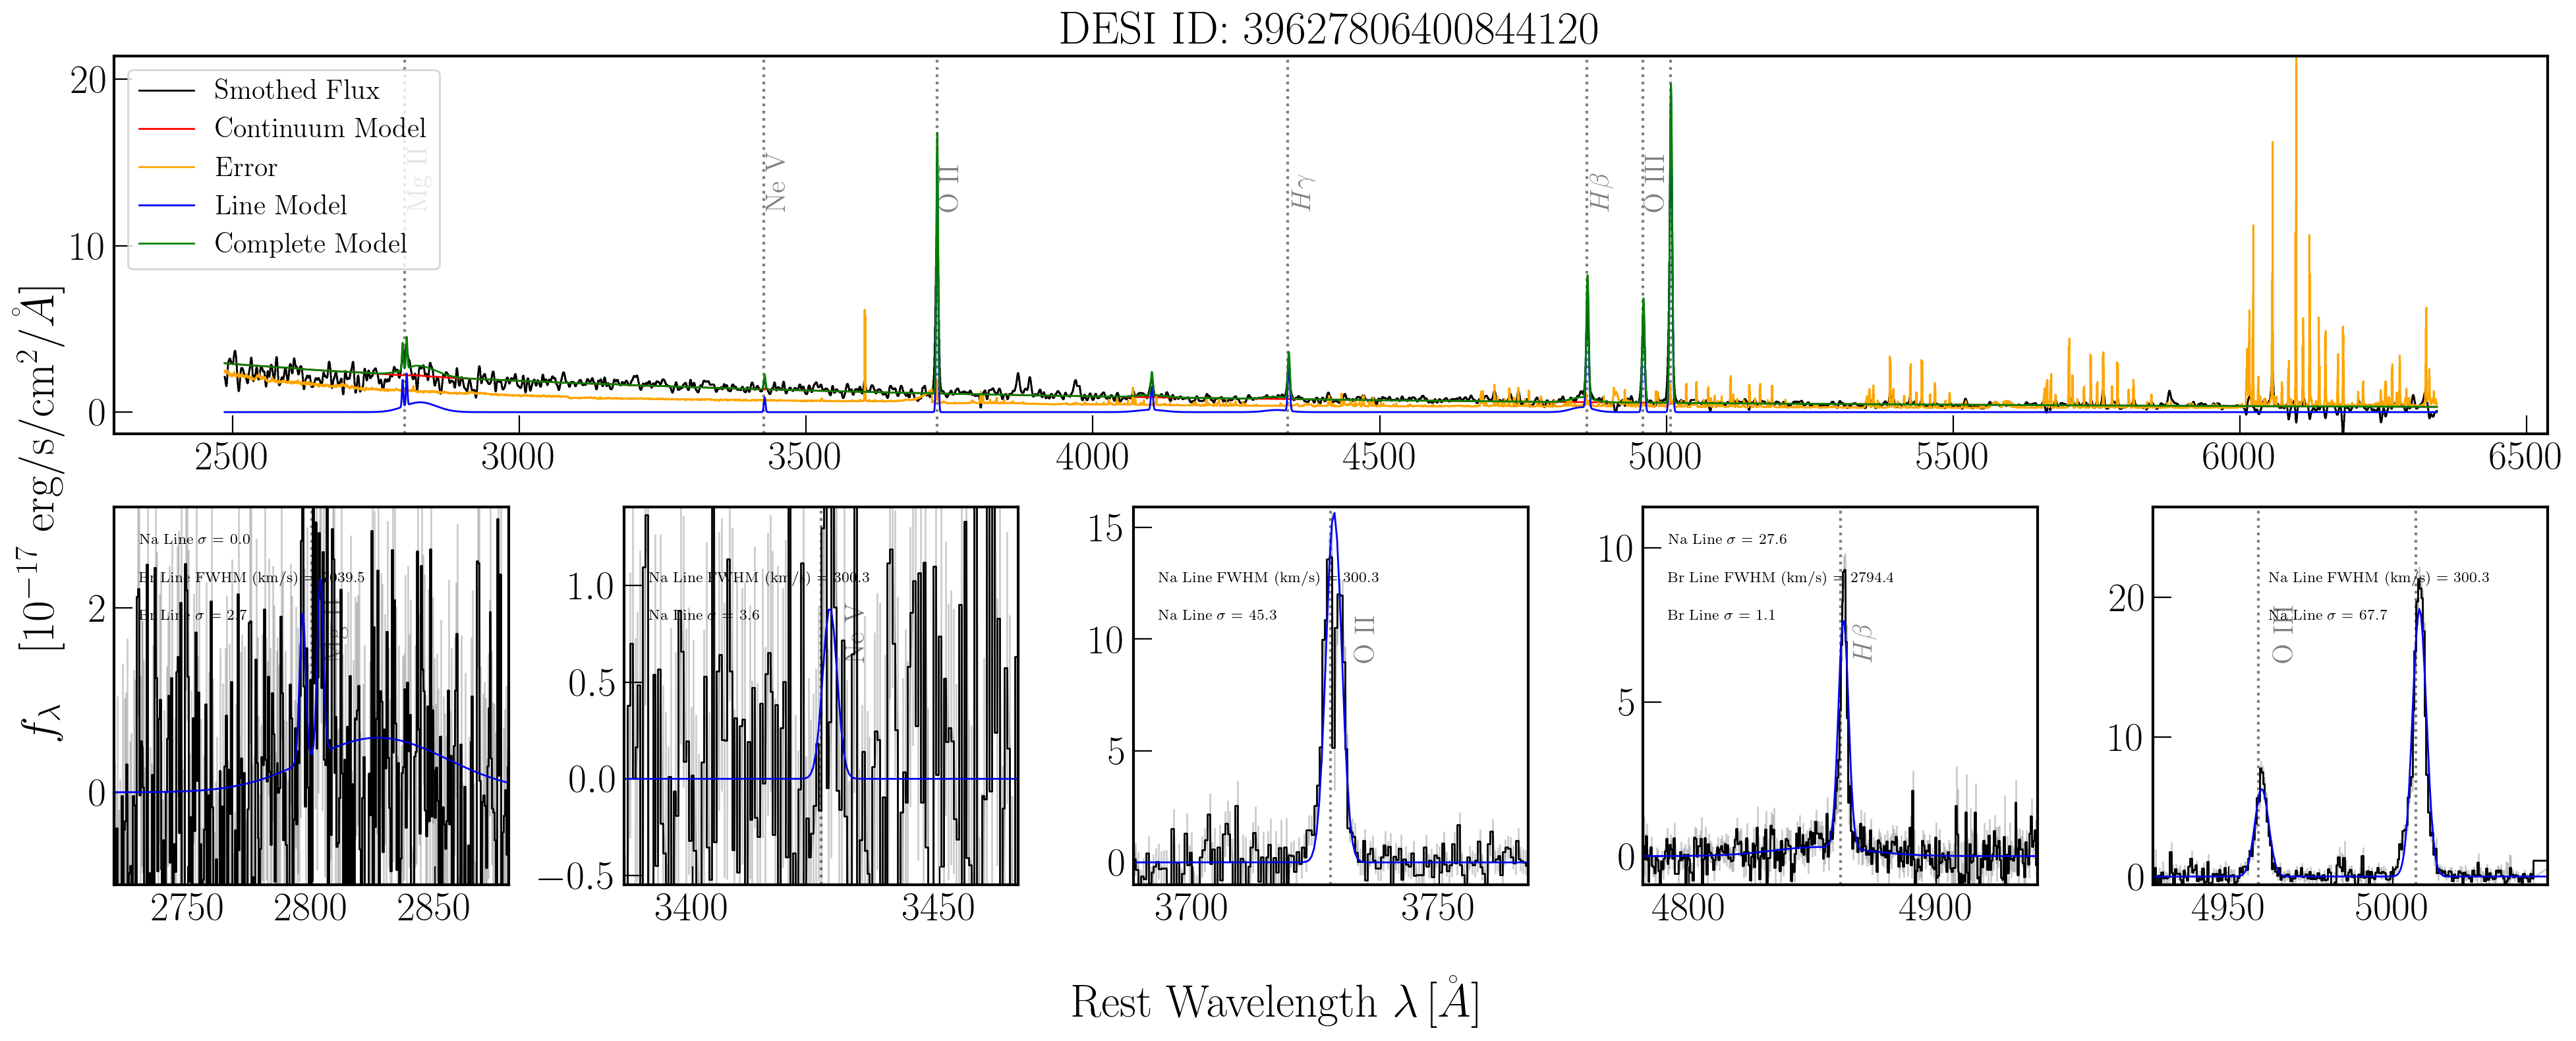 DESI ID: 39627806400844120
20
10
0
Smothed Flux
Continuum Model
Error
Line Model
Complete Model
Mg II
Ne V
O II
Hγ
Hβ
O III
2500 3000 3500 4000 4500 5000 5500 6000 6500
f_λ [10⁻¹⁷ erg/s/cm²/Å]
2
0
Na Line σ = 0.0
Br Line FWHM (km/s) =
Br Line σ = 2.7
2750 2800 2850
1.0
0.5
0.0
−0.5
Na Line FWHM (km/s) = 300.3
Na Line σ = 3.6
Ne V
3400 3450
15
10
5
0
Na Line FWHM (km/s) = 300.3
Na Line σ = 45.3
O II
3700 3750
10
5
0
Na Line σ = 27.6
Br Line FWHM (km/s) = 2794.4
Br Line σ = 1.1
Hβ
4800 4900
20
10
0
Na Line FWHM (km/s) = 300.3
Na Line σ = 67.7
O III
4950 5000
Rest Wavelength λ [Å]